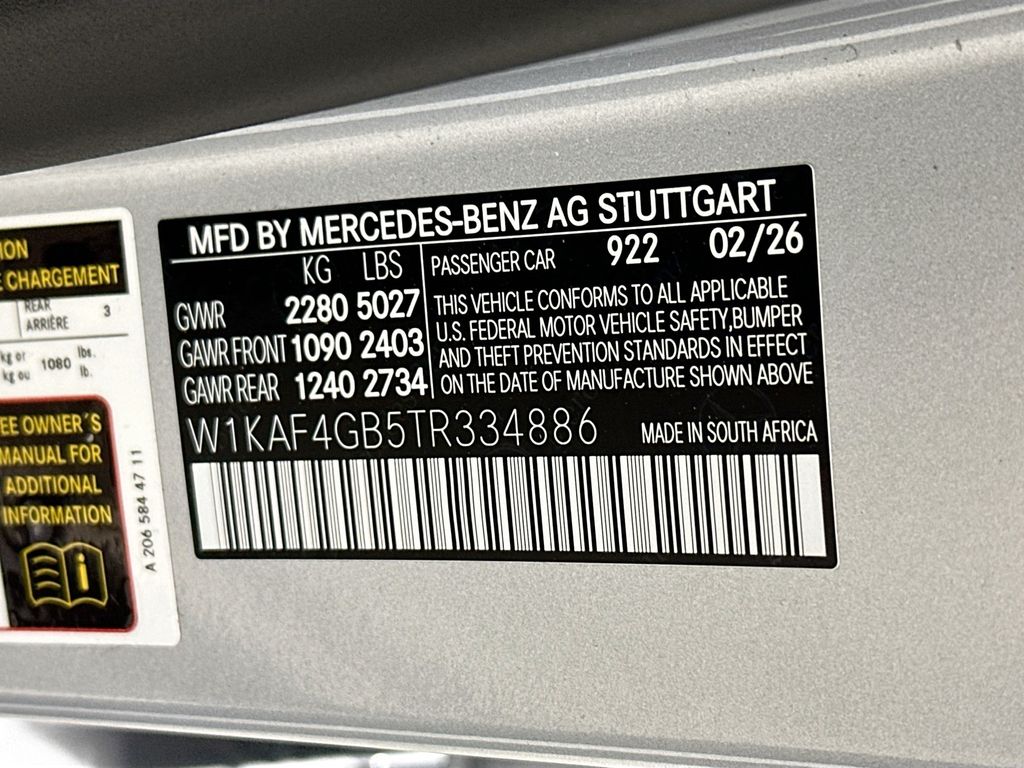 ION
E CHARGEMENT
REAR
ARRIÈRE 3
kg or 1080 lbs.
kg ou lb.
EE OWNER´S
MANUAL FOR
ADDITIONAL
INFORMATION
A 206 584 47 11
MFD BY MERCEDES-BENZ AG STUTTGART
KG LBS
GVWR 2280 5027
GAWR FRONT 1090 2403
GAWR REAR 1240 2734
PASSENGER CAR 922 02/26
THIS VEHICLE CONFORMS TO ALL APPLICABLE
U.S. FEDERAL MOTOR VEHICLE SAFETY,BUMPER
AND THEFT PREVENTION STANDARDS IN EFFECT
ON THE DATE OF MANUFACTURE SHOWN ABOVE
W1KAF4GB5TR334886 MADE IN SOUTH AFRICA